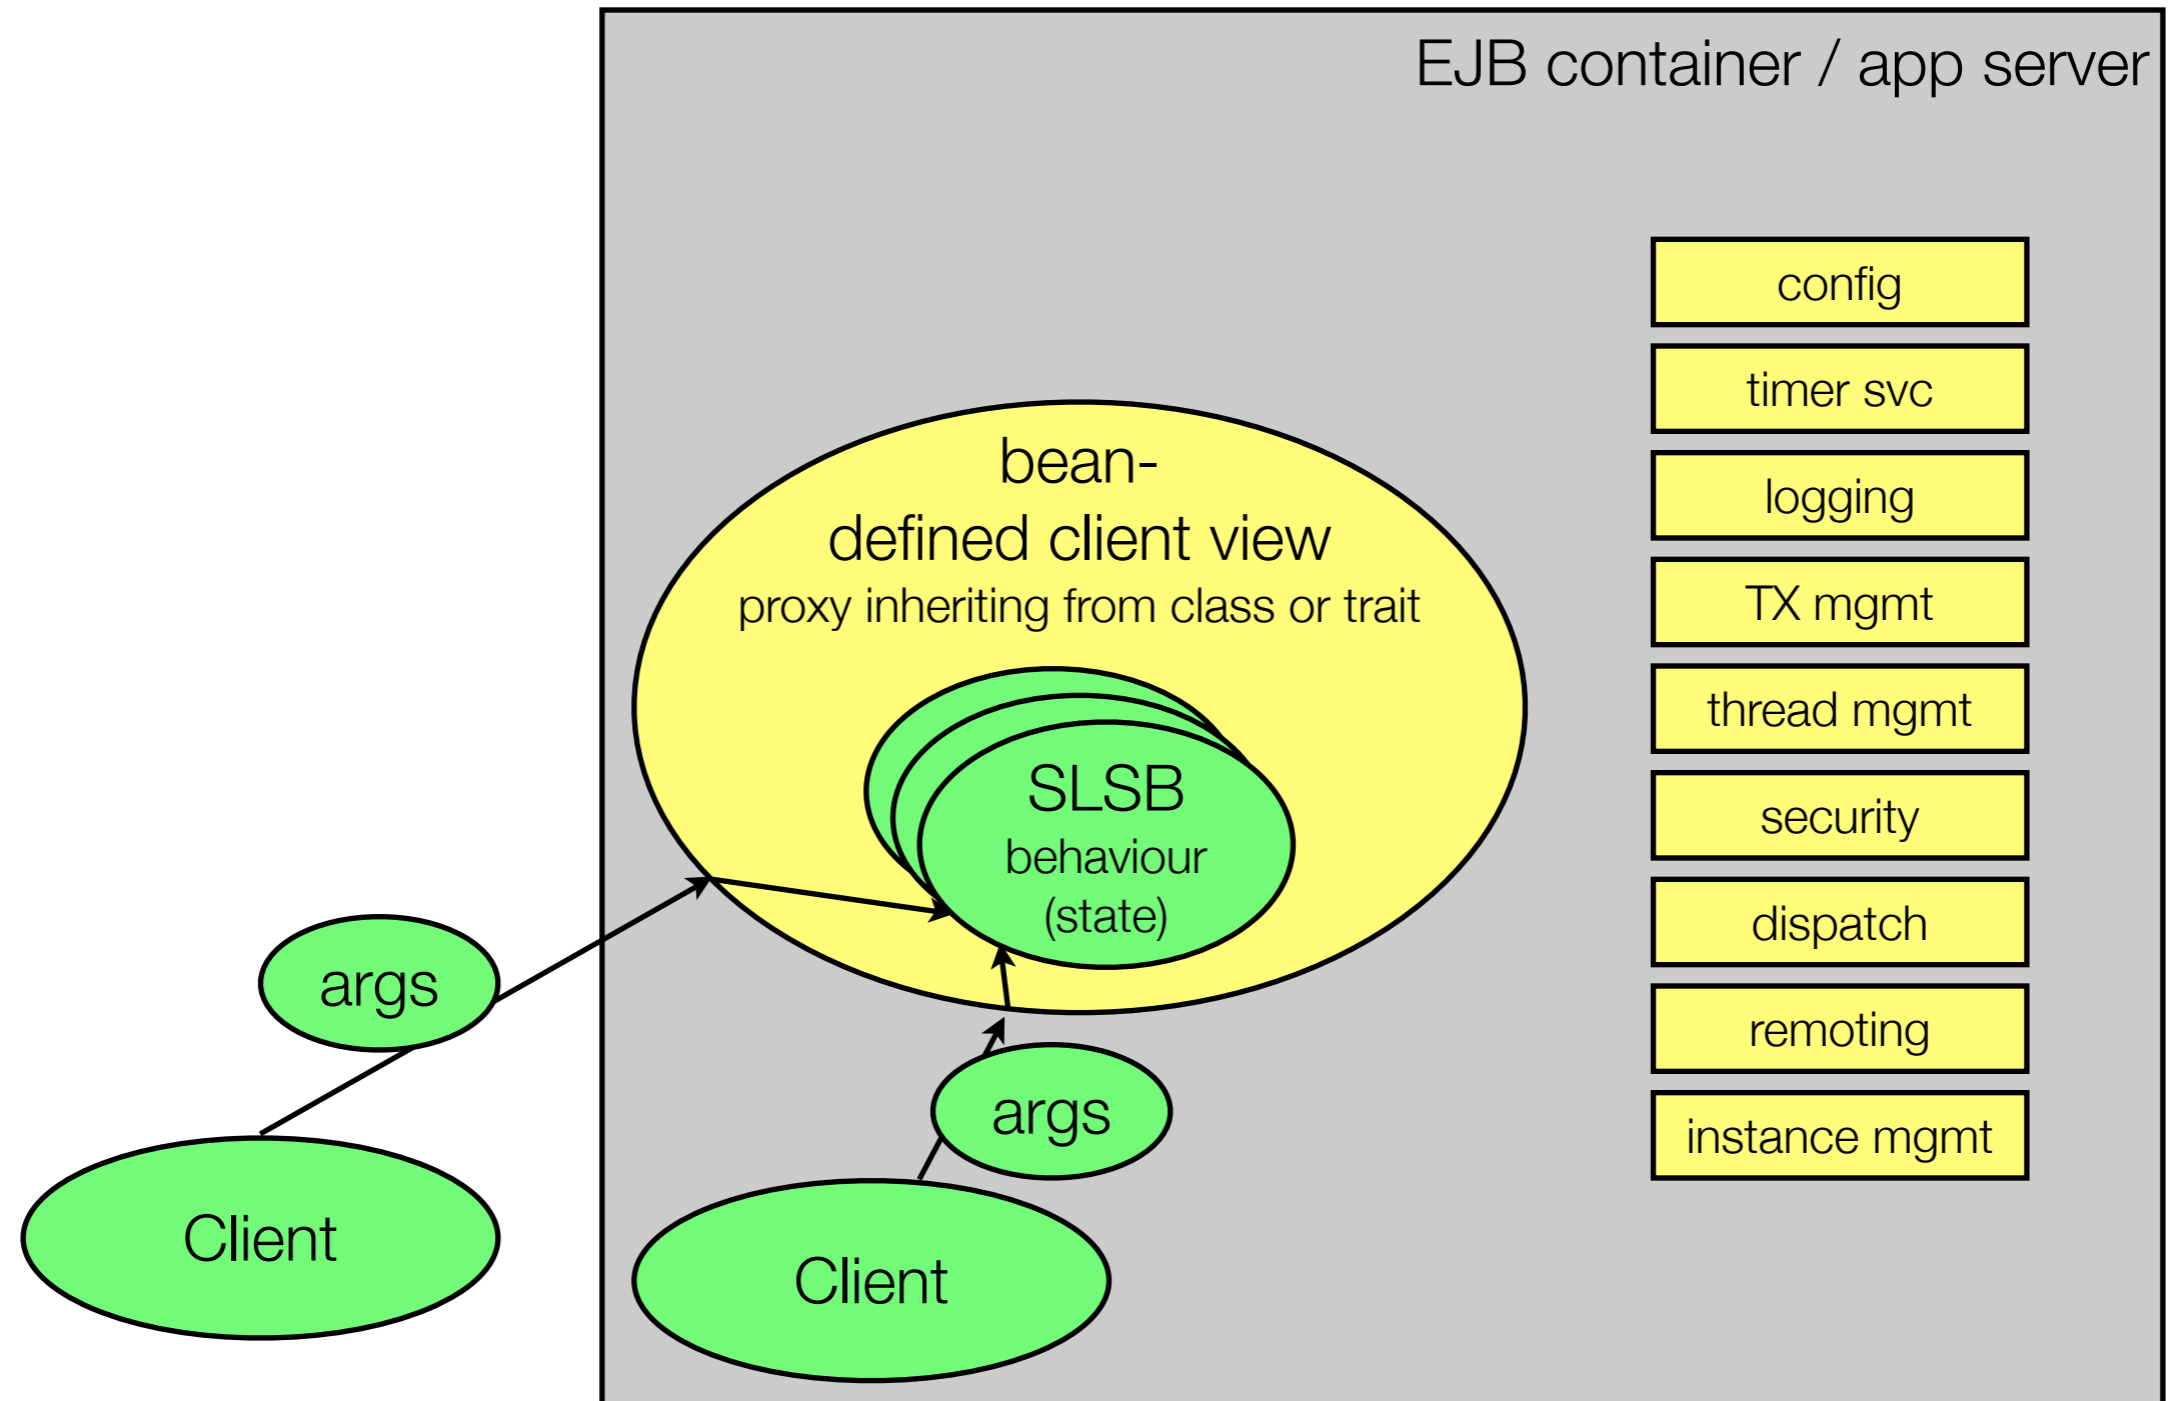 EJB container / app server
config
timer svc
logging
TX mgmt
thread mgmt
security
dispatch
remoting
instance mgmt
bean-
defined client view
proxy inheriting from class or trait
SLSB
behaviour
(state)
args
args
Client
Client